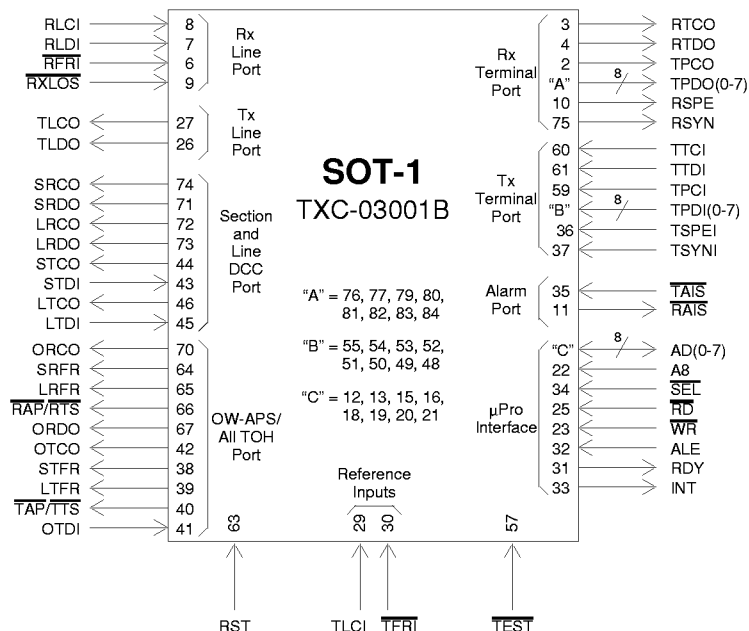 RLCI 8
RLDI 7
RFRI 6
RXLOS 9
Rx
Line
Port
TLCO 27
TLDO 26
Tx
Line
Port
SRCO 74
SRDO 71
LRCO 72
LRDO 73
STCO 44
STDI 43
LTCO 46
LTDI 45
Section
and
Line
DCC
Port
ORCO 70
SRFR 64
LRFR 65
RAP/RTS 66
ORDO 67
OTCO 42
STFR 38
LTFR 39
TAP/TTS 40
OTDI 41
OW-APS/
All TOH
Port
SOT-1
TXC-03001B
"A" = 76, 77, 79, 80,
81, 82, 83, 84
"B" = 55, 54, 53, 52,
51, 50, 49, 48
"C" = 12, 13, 15, 16,
18, 19, 20, 21
Rx
Terminal
Port
3 RTCO
4 RTDO
2 TPCO
"A" 8 TPDO(0-7)
10 RSPE
75 RSYN
Tx
Terminal
Port
60 TTCI
61 TTDI
59 TPCI
"B" 8 TPDI(0-7)
36 TSPEI
37 TSYNI
Alarm
Port
35 TAIS
11 RAIS
µPro
Interface
"C" 8 AD(0-7)
22 A8
34 SEL
25 RD
23 WR
32 ALE
31 RDY
33 INT
Reference
Inputs
63 29 30 57
RST TLCI TFRI TEST